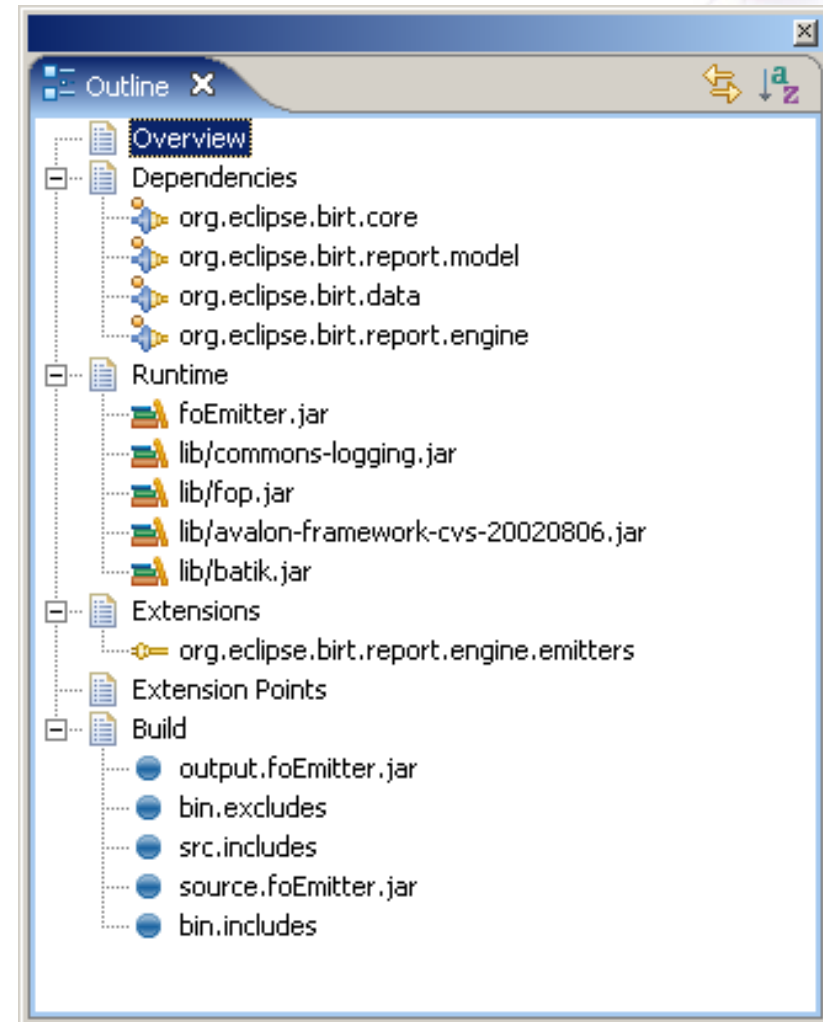 Outline
a
z
Overview
Dependencies
org.eclipse.birt.core
org.eclipse.birt.report.model
org.eclipse.birt.data
org.eclipse.birt.report.engine
Runtime
foEmitter.jar
lib/commons-logging.jar
lib/fop.jar
lib/avalon-framework-cvs-20020806.jar
lib/batik.jar
Extensions
org.eclipse.birt.report.engine.emitters
Extension Points
Build
output.foEmitter.jar
bin.excludes
src.includes
source.foEmitter.jar
bin.includes